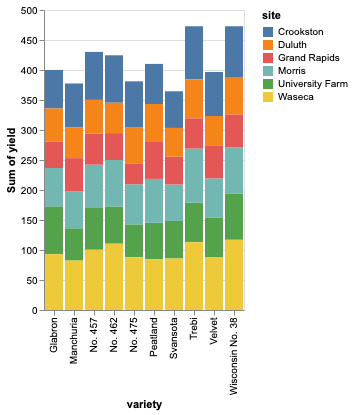 500
450
400
350
300
250
200
150
100
50
0
Sum of yield
Glabron
Manchuria
No. 457
No. 462
No. 475
Peatland
Svansota
Trebi
Velvet
Wisconsin No. 38
variety
site
Crookston
Duluth
Grand Rapids
Morris
University Farm
Waseca